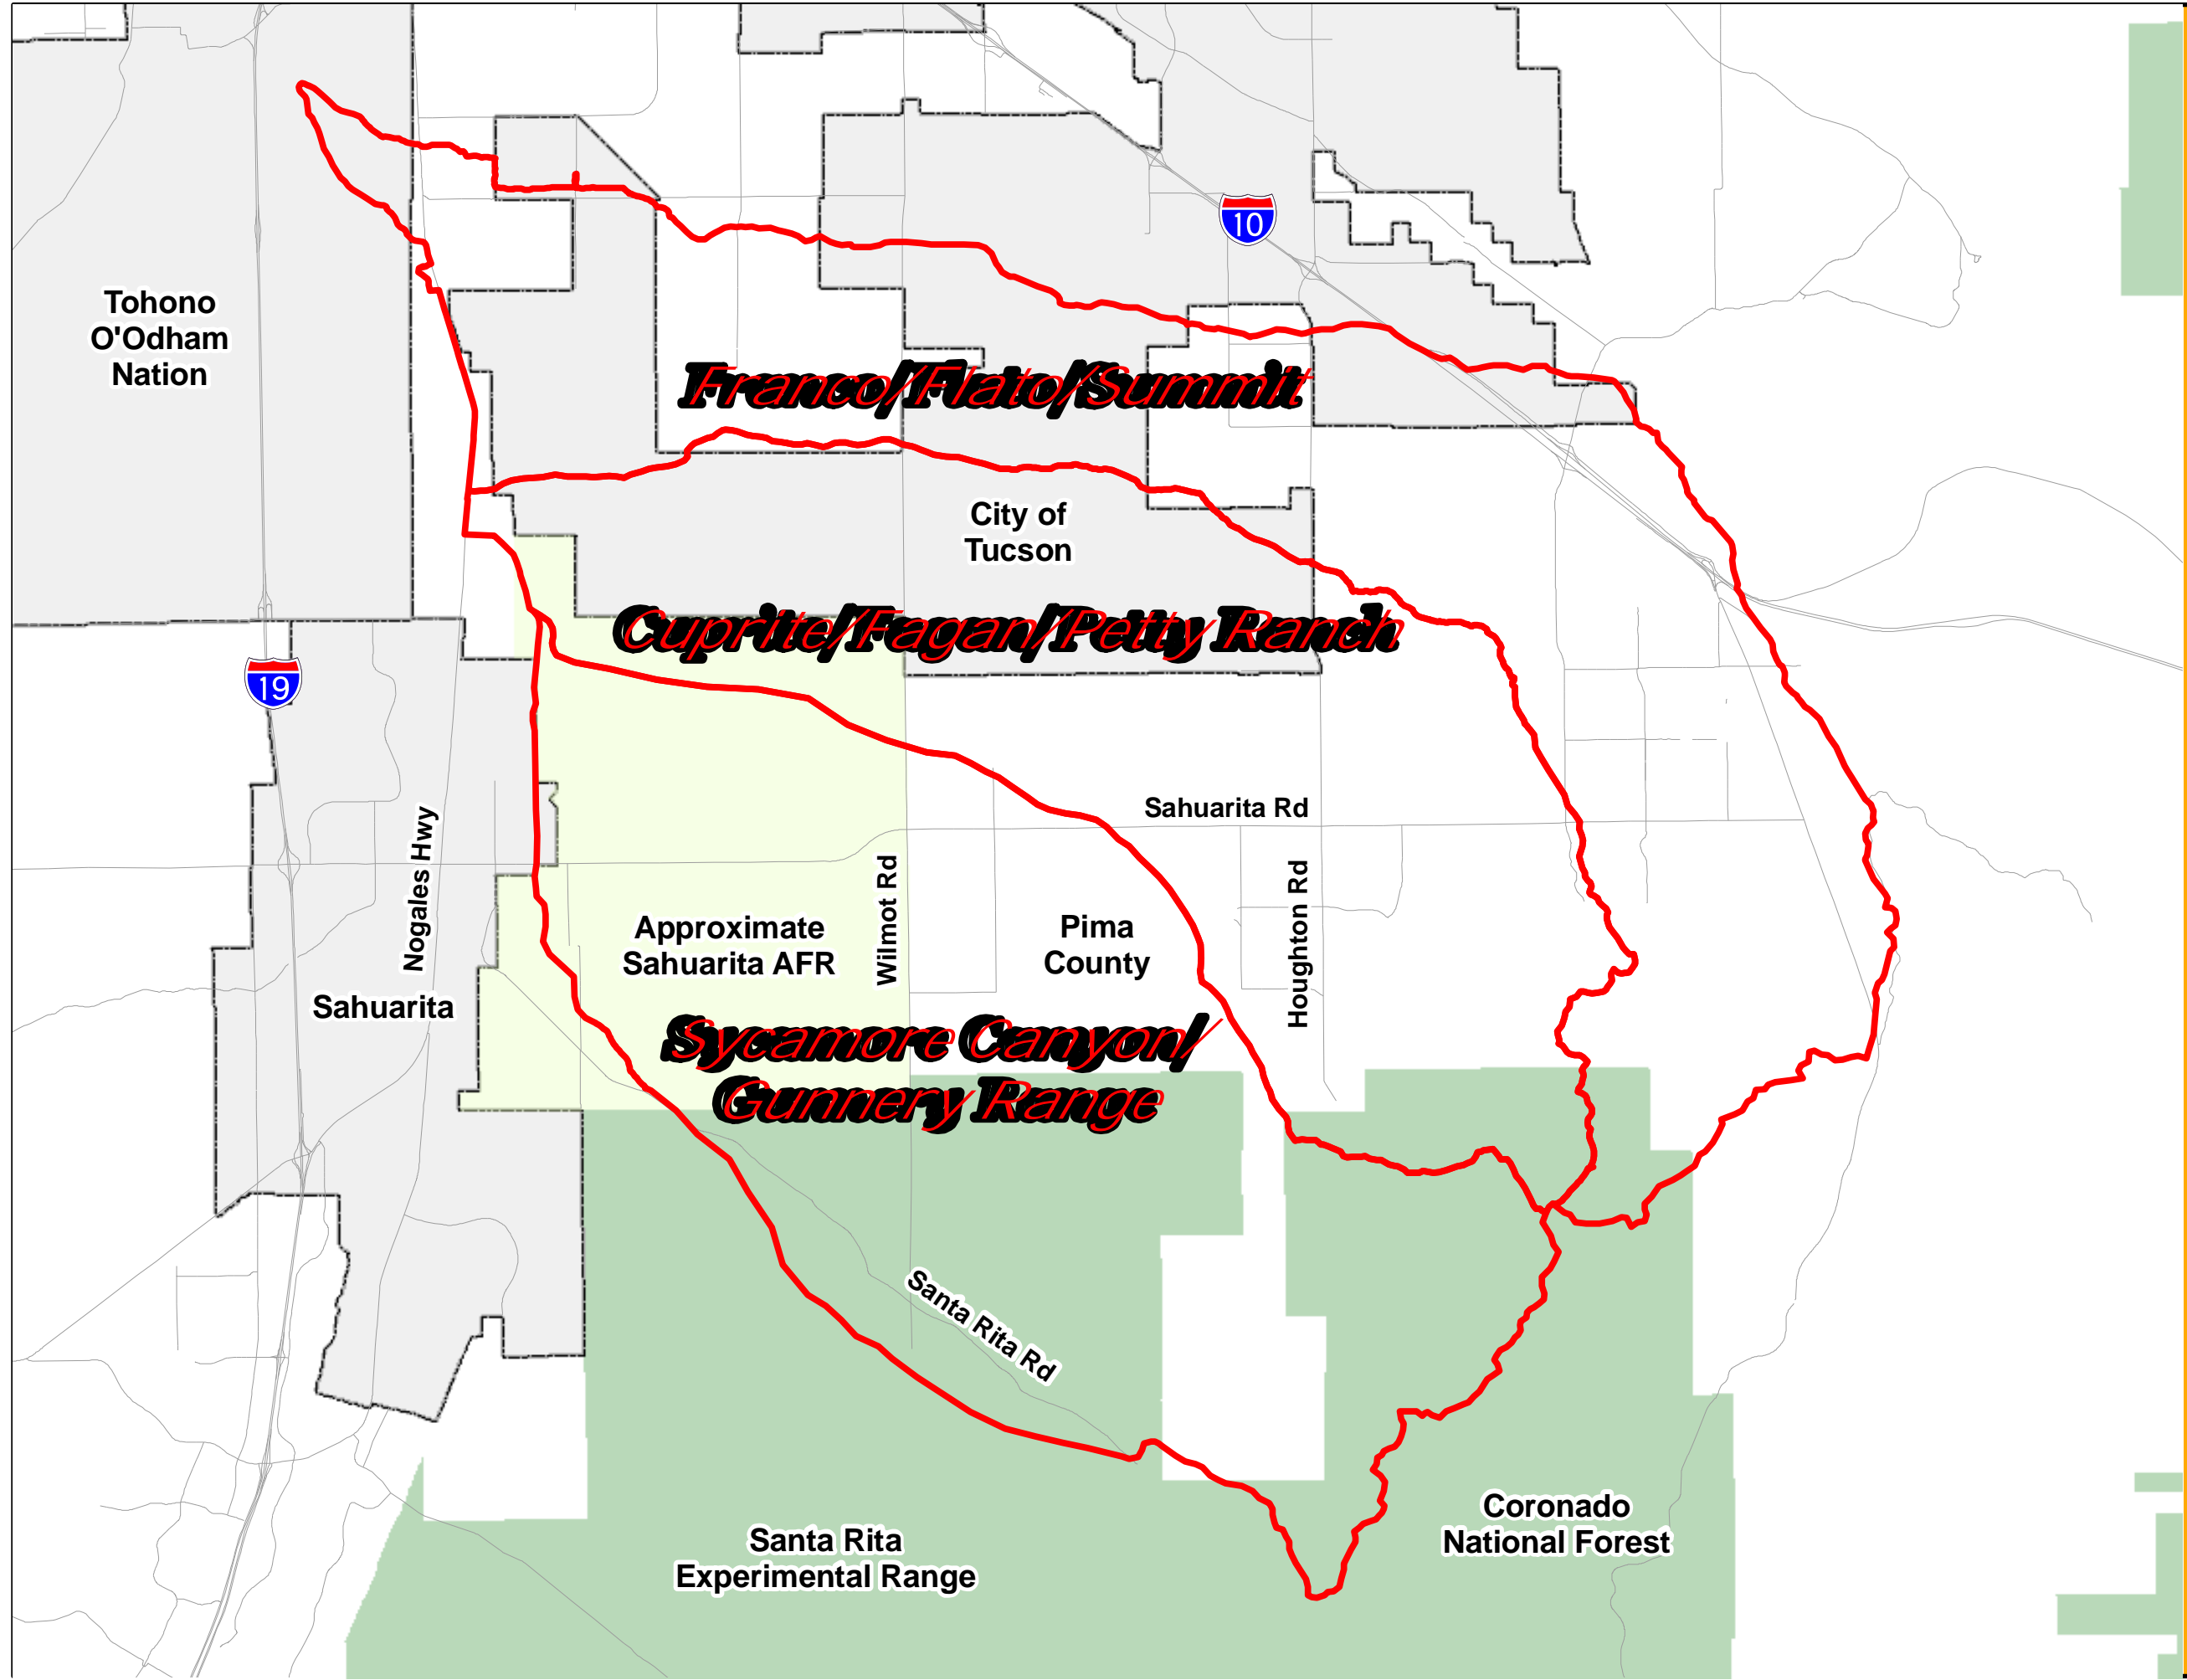 10
Tohono
O'Odham
Nation
Franco/Flato/Summit
City of
Tucson
Cuprite/Fagan/Petty Ranch
19
Sahuarita Rd
Nogales Hwy
Wilmot Rd
Houghton Rd
Approximate
Sahuarita AFR
Pima
County
Sahuarita
Sycamore Canyon/
Gunnery Range
Santa Rita Rd
Coronado
National Forest
Santa Rita
Experimental Range